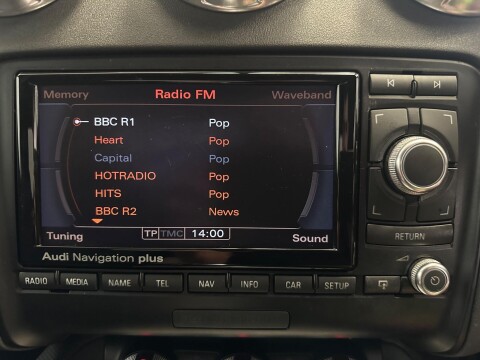 Memory Radio FM Waveband
BBC R1 Pop
Heart Pop
Capital Pop
HOTRADIO Pop
HITS Pop
BBC R2 News
Tuning TP TMC 14:00 Sound
Audi Navigation plus
RETURN
RADIO MEDIA NAME TEL NAV INFO CAR SETUP